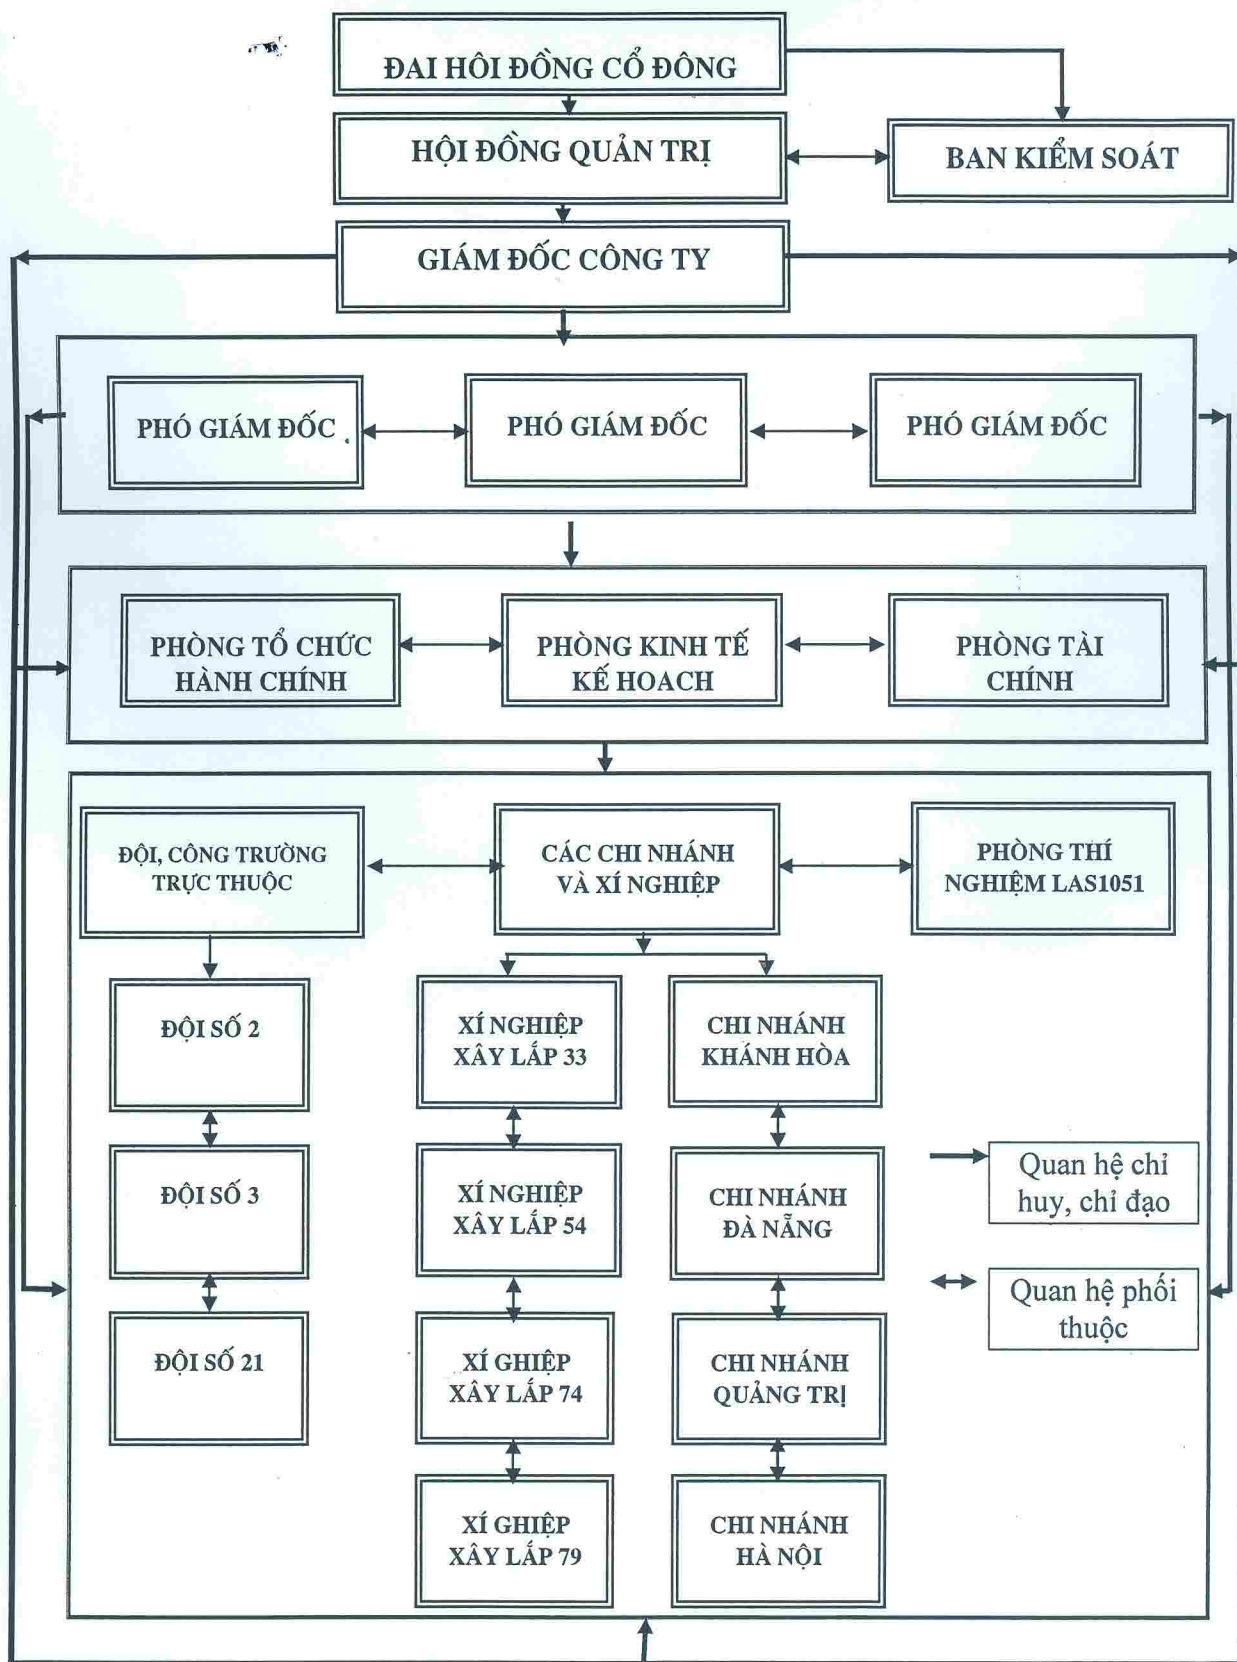 ĐAI HÔI ĐỒNG CỔ ĐÔNG
HỘI ĐỒNG QUẢN TRỊ
BAN KIỂM SOÁT
GIÁM ĐỐC CÔNG TY
PHÓ GIÁM ĐỐC
PHÓ GIÁM ĐỐC
PHÓ GIÁM ĐỐC
PHÒNG TỔ CHỨC
HÀNH CHÍNH
PHÒNG KINH TẾ
KẾ HOACH
PHÒNG TÀI
CHÍNH
ĐỘI, CÔNG TRƯỜNG
TRỰC THUỘC
CÁC CHI NHÁNH
VÀ XÍ NGHIỆP
PHÒNG THÍ
NGHIỆM LAS1051
ĐỘI SỐ 2
XÍ NGHIỆP
XÂY LẮP 33
CHI NHÁNH
KHÁNH HÒA
ĐỘI SỐ 3
XÍ NGHIỆP
XÂY LẮP 54
CHI NHÁNH
ĐÀ NẴNG
Quan hệ chỉ
huy, chỉ đạo
Quan hệ phối
thuộc
ĐỘI SỐ 21
XÍ GHIỆP
XÂY LẮP 74
CHI NHÁNH
QUẢNG TRỊ
XÍ GHIỆP
XÂY LẮP 79
CHI NHÁNH
HÀ NỘI